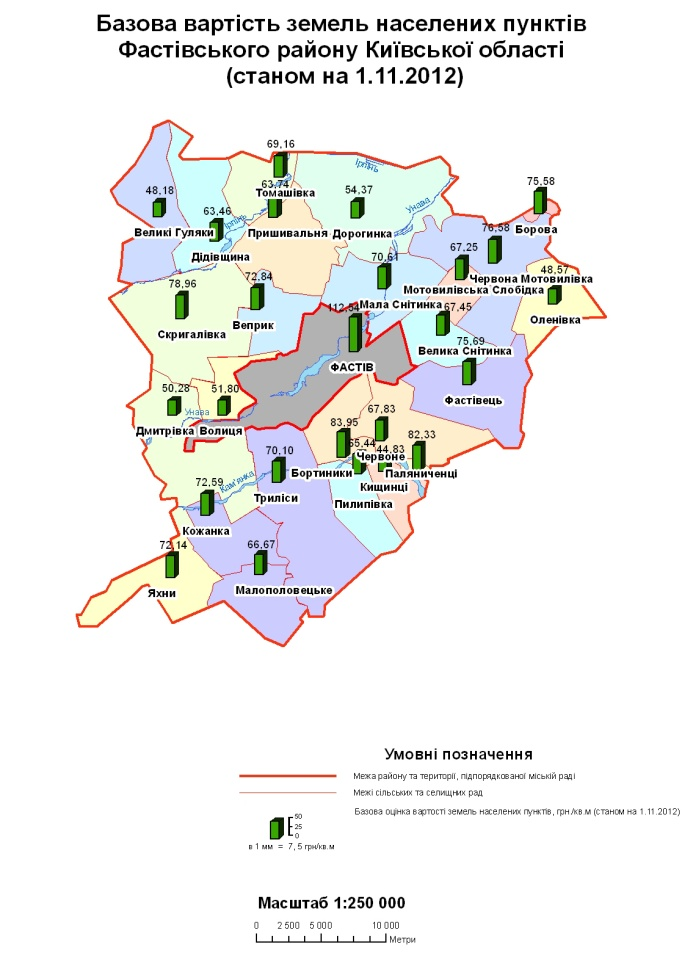 Базова вартість земель населених пунктів
Фастівського району Київської області
(станом на 1.11.2012)
69,16
Ірпінь
63,74
Томашівка
75,58
48,18
54,37
Унава
63,46
Ірпінь
76,58
Борова
Великі Гуляки
Пришивальня
Дорогинка
67,25
Дідівщина
70,61
48,57
72,84
Червона Мотовилівка
78,96
Мотовилівська Слобідка
Мала Снітинка
67,45
Веприк
Оленівка
Скригалівка
75,69
Велика Снітинка
ФАСТІВ
50,28
51,80
Фастівець
Унава
67,83
83,95
Дмитрівка
Волиця
82,33
65,44
44,83
70,10
Червоне
Бортиники
Паляниченці
Кам'янка
72,59
Кищинці
Триліси
Пилипівка
Кожанка
72,14
66,67
Яхни
Малополовецьке
Умовні позначення
Межа району та території, підпорядкованої міській раді
Межі сільських та селищних рад
Базова оцінка вартості земель населених пунктів, грн./кв.м (станом на 1.11.2012)
50
25
0
в 1 мм = 7,5 грн/кв.м
Масштаб 1:250 000
0 2 500 5 000 10 000
Метри